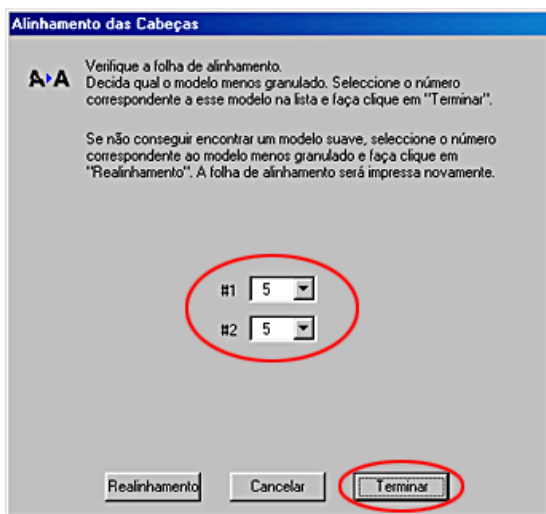 Alinhamento das Cabeças
A A
Verifique a folha de alinhamento.
Decida qual o modelo menos granulado. Seleccione o número
correspondente a esse modelo na lista e faça clique em "Terminar".
Se não conseguir encontrar um modelo suave, seleccione o número
correspondente ao modelo menos granulado e faça clique em
"Realinhamento". A folha de alinhamento será impressa novamente.
#1 5
#2 5
Realinhamento Cancelar Terminar